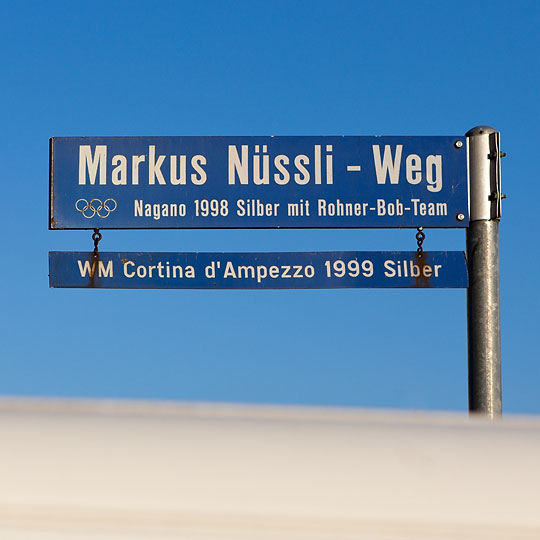 Markus Nüssli - Weg
Nagano 1998 Silber mit Rohner-Bob-Team
WM Cortina d'Ampezzo 1999 Silber